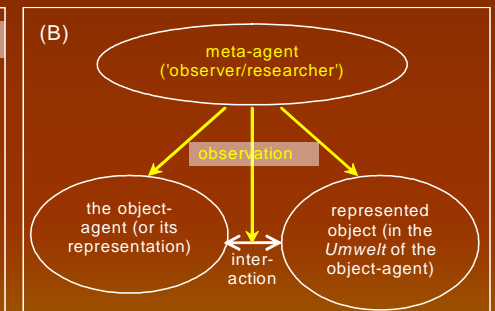 (B)
meta-agent
('observer/researcher')
observation
the object-
agent (or its
representation)
inter-
action
represented
object (in the
Umwelt of the
object-agent)